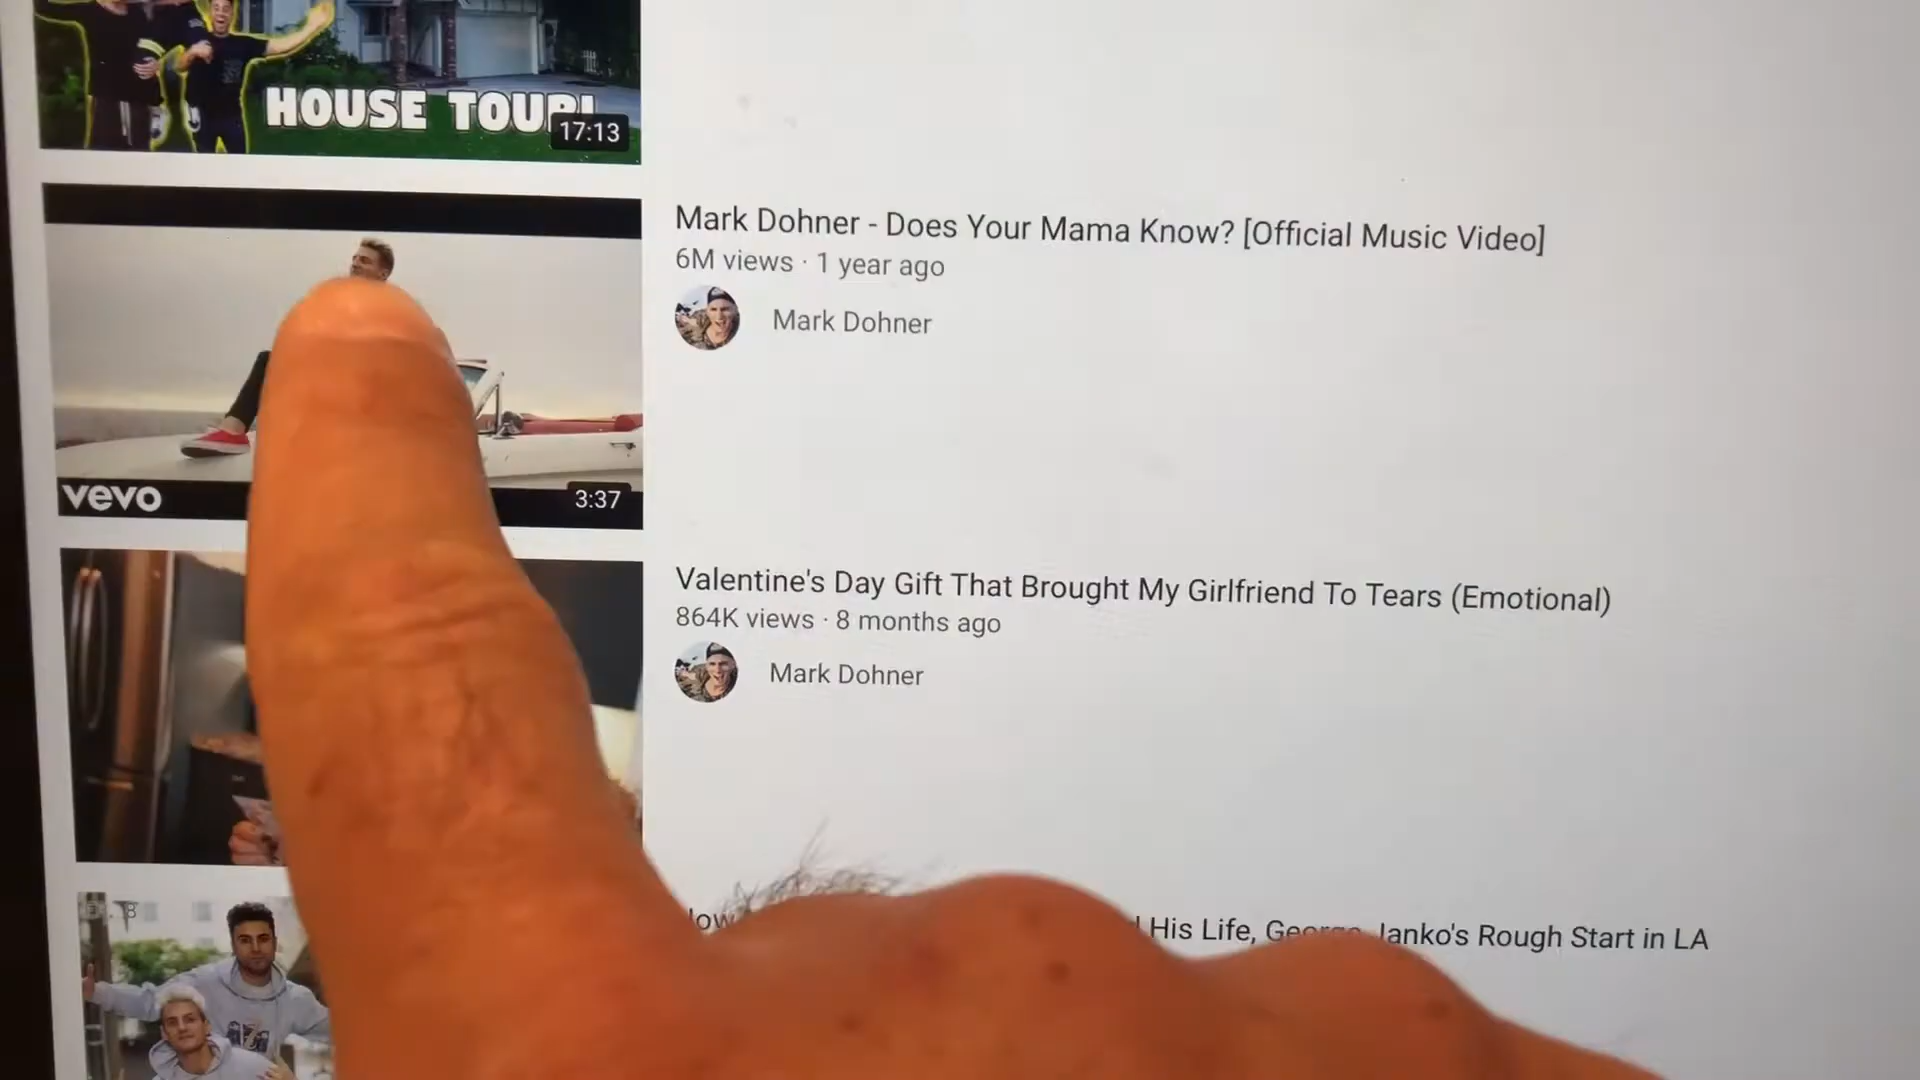 HOUSE TOUR!
17:13
Mark Dohner - Does Your Mama Know? [Official Music Video]
6M views · 1 year ago
Mark Dohner
vevo
3:37
Valentine's Day Gift That Brought My Girlfriend To Tears (Emotional)
864K views · 8 months ago
Mark Dohner
His Life, George Janko's Rough Start in LA